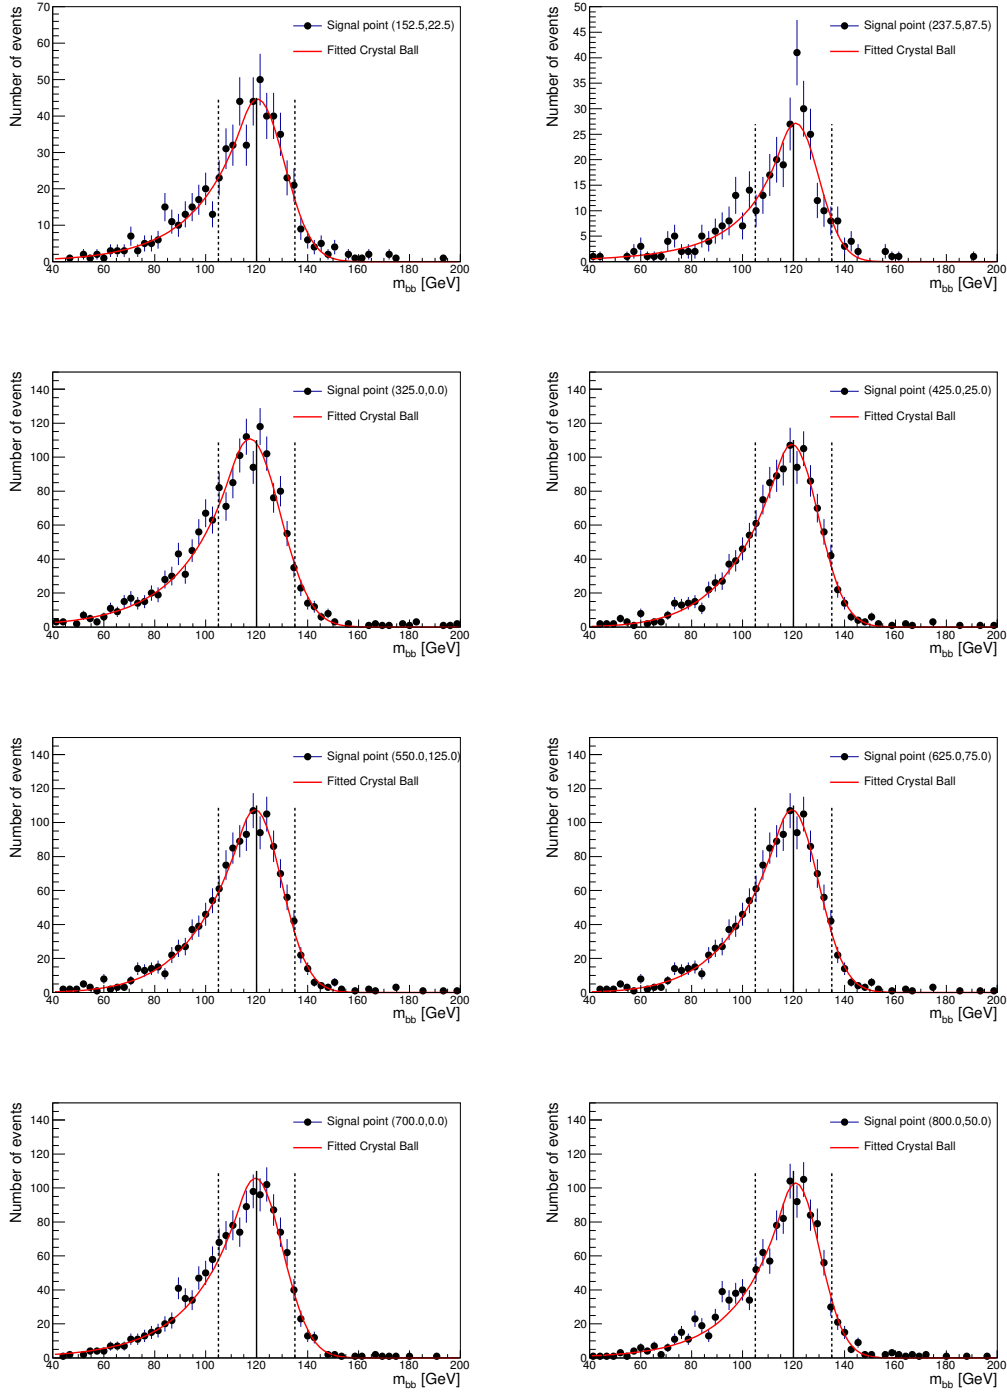 Number of events
70
60
50
40
30
20
10
0
Signal point (152.5,22.5)
Fitted Crystal Ball
40 60 80 100 120 140 160 180 200
m_bb [GeV]
Number of events
50
45
40
35
30
25
20
15
10
5
0
Signal point (237.5,87.5)
Fitted Crystal Ball
40 60 80 100 120 140 160 180 200
m_bb [GeV]
Number of events
140
120
100
80
60
40
20
0
Signal point (325.0,0.0)
Fitted Crystal Ball
40 60 80 100 120 140 160 180 200
m_bb [GeV]
Number of events
140
120
100
80
60
40
20
0
Signal point (425.0,25.0)
Fitted Crystal Ball
40 60 80 100 120 140 160 180 200
m_bb [GeV]
Number of events
140
120
100
80
60
40
20
0
Signal point (550.0,125.0)
Fitted Crystal Ball
40 60 80 100 120 140 160 180 200
m_bb [GeV]
Number of events
140
120
100
80
60
40
20
0
Signal point (625.0,75.0)
Fitted Crystal Ball
40 60 80 100 120 140 160 180 200
m_bb [GeV]
Number of events
140
120
100
80
60
40
20
0
Signal point (700.0,0.0)
Fitted Crystal Ball
40 60 80 100 120 140 160 180 200
m_bb [GeV]
Number of events
140
120
100
80
60
40
20
0
Signal point (800.0,50.0)
Fitted Crystal Ball
40 60 80 100 120 140 160 180 200
m_bb [GeV]